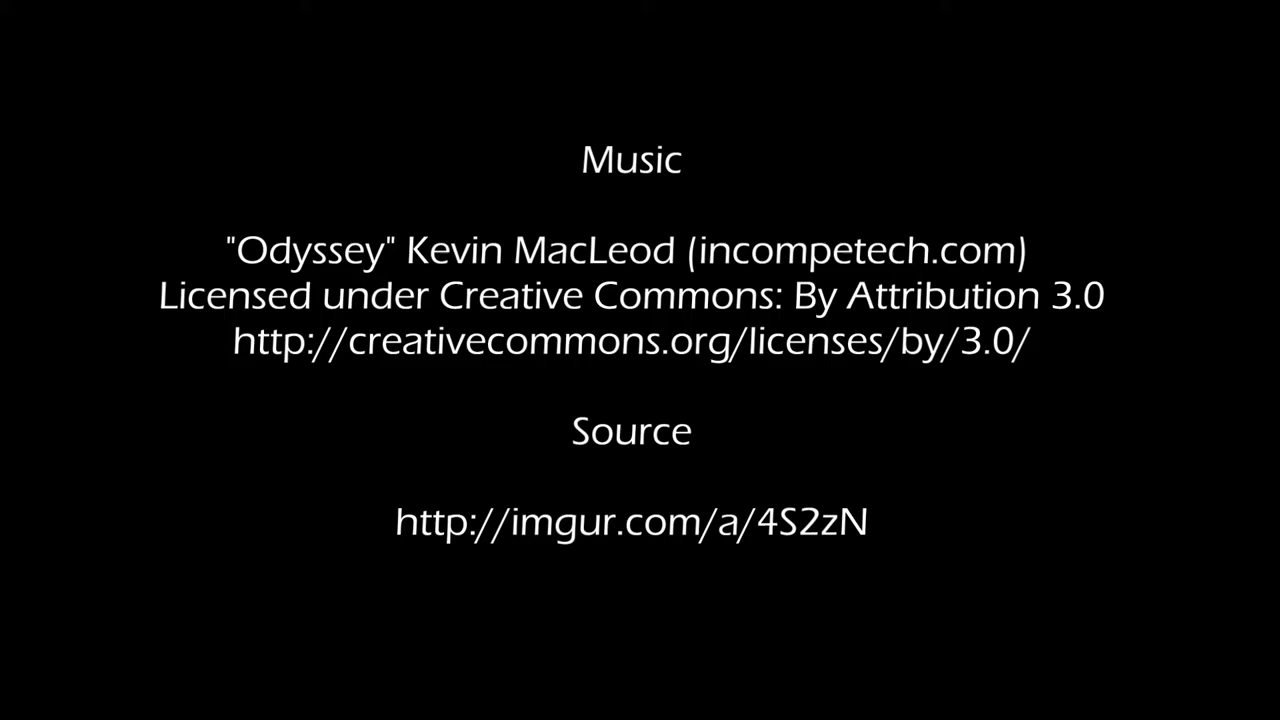 Music
"Odyssey" Kevin MacLeod (incompetech.com)
Licensed under Creative Commons: By Attribution 3.0
http://creativecommons.org/licenses/by/3.0/
Source
http://imgur.com/a/4S2zN